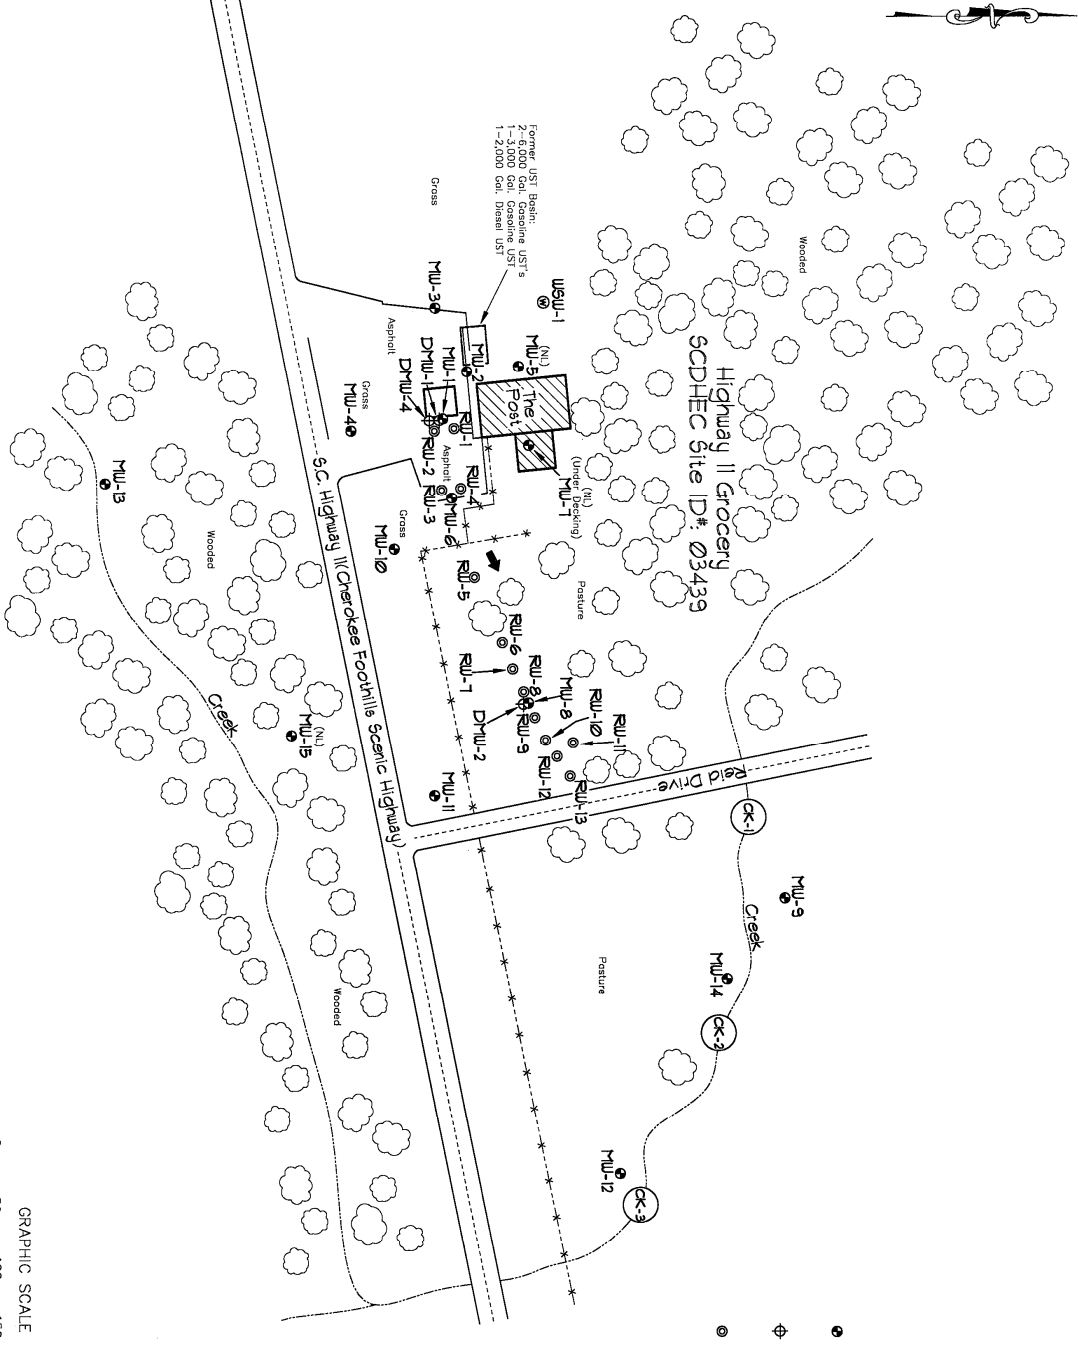 Highway 11 Grocery
SCDHEC Site ID#: 03439
Former UST Basin:
2-6,000 Gal. Gasoline UST's
1-3,000 Gal. Gasoline UST
1-2,000 Gal. Diesel UST
Wooded
Grass
WSW-1
W
MW-3
(NL)
MW-5
MW-2
The
Post
Asphalt
MW-1
DMW-1
DMW-4
Grass
MW-4
RW-1
RW-2
Asphalt
RW-4
RW-3
MW-6
(NL)
(Under Decking)
MW-7
Grass
MW-10
RW-5
Pasture
RW-6
RW-7
RW-8
MW-8
RW-9
DMW-2
RW-10
RW-11
RW-12
RW-13
MW-11
S.C. Highway 11(Cherokee Foothills Scenic Highway)
Reid Drive
MW-13
Wooded
Creek
(NL)
MW-15
Wooded
CK-1
MW-9
Creek
MW-14
CK-2
Pasture
MW-12
CK-3
GRAPHIC SCALE